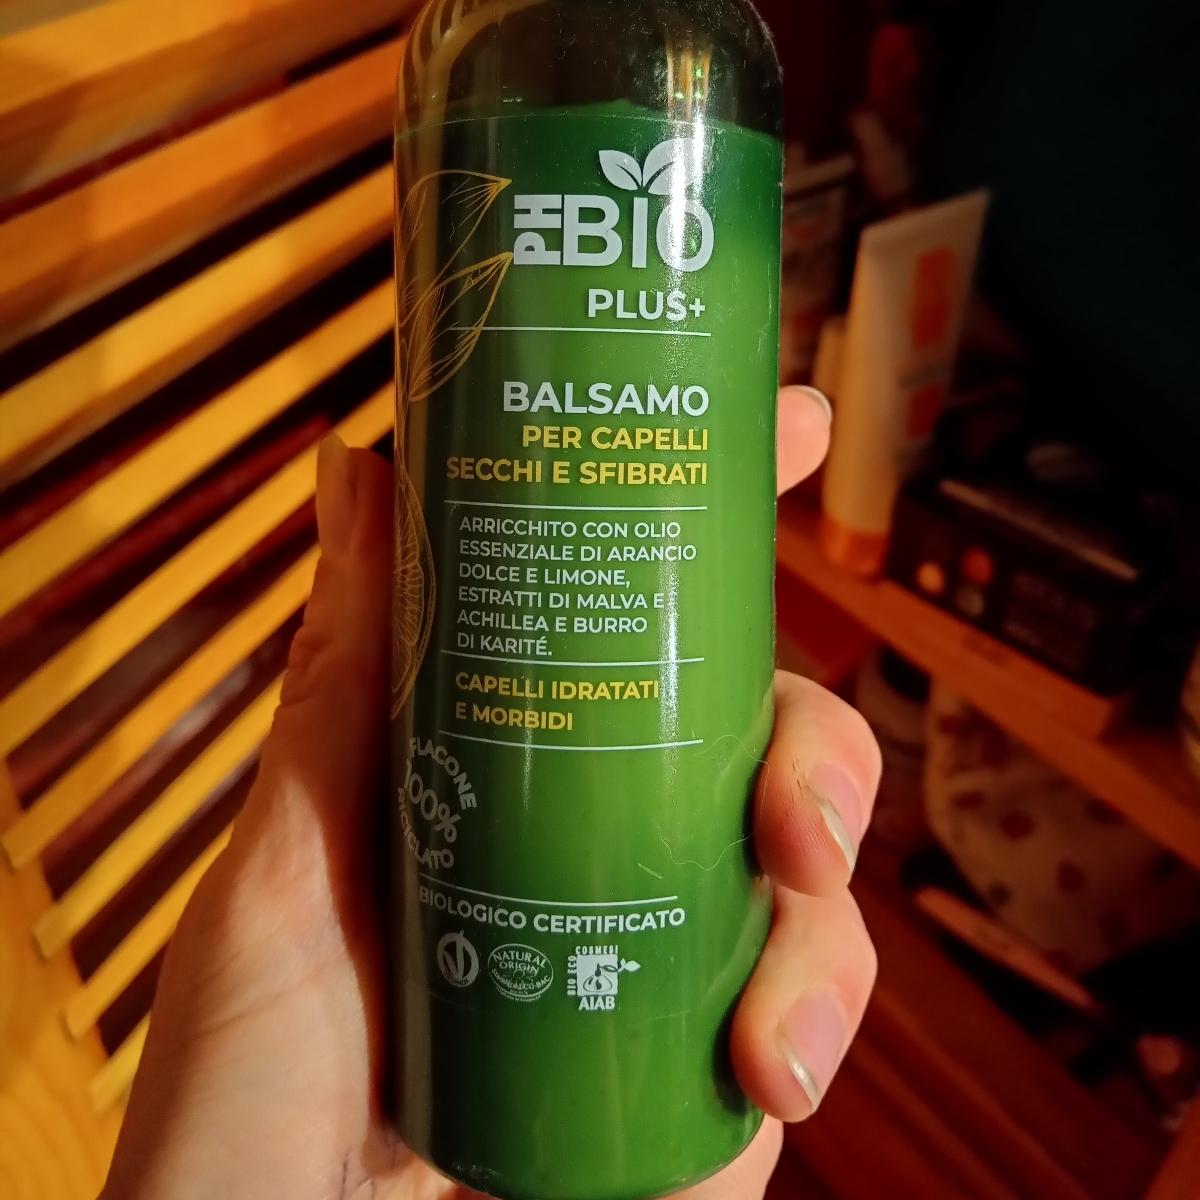 PH BIO
PLUS+
BALSAMO
PER CAPELLI
SECCHI E SFIBRATI
ARRICCHITO CON OLIO
ESSENZIALE DI ARANCIO
DOLCE E LIMONE,
ESTRATTI DI MALVA E
ACHILLEA E BURRO
DI KARITÉ.
CAPELLI IDRATATI
E MORBIDI
FLACONE
100%
RICICLATO
BIOLOGICO CERTIFICATO
NATURAL
ORIGIN
BIO ECO COSMESI
AIAB